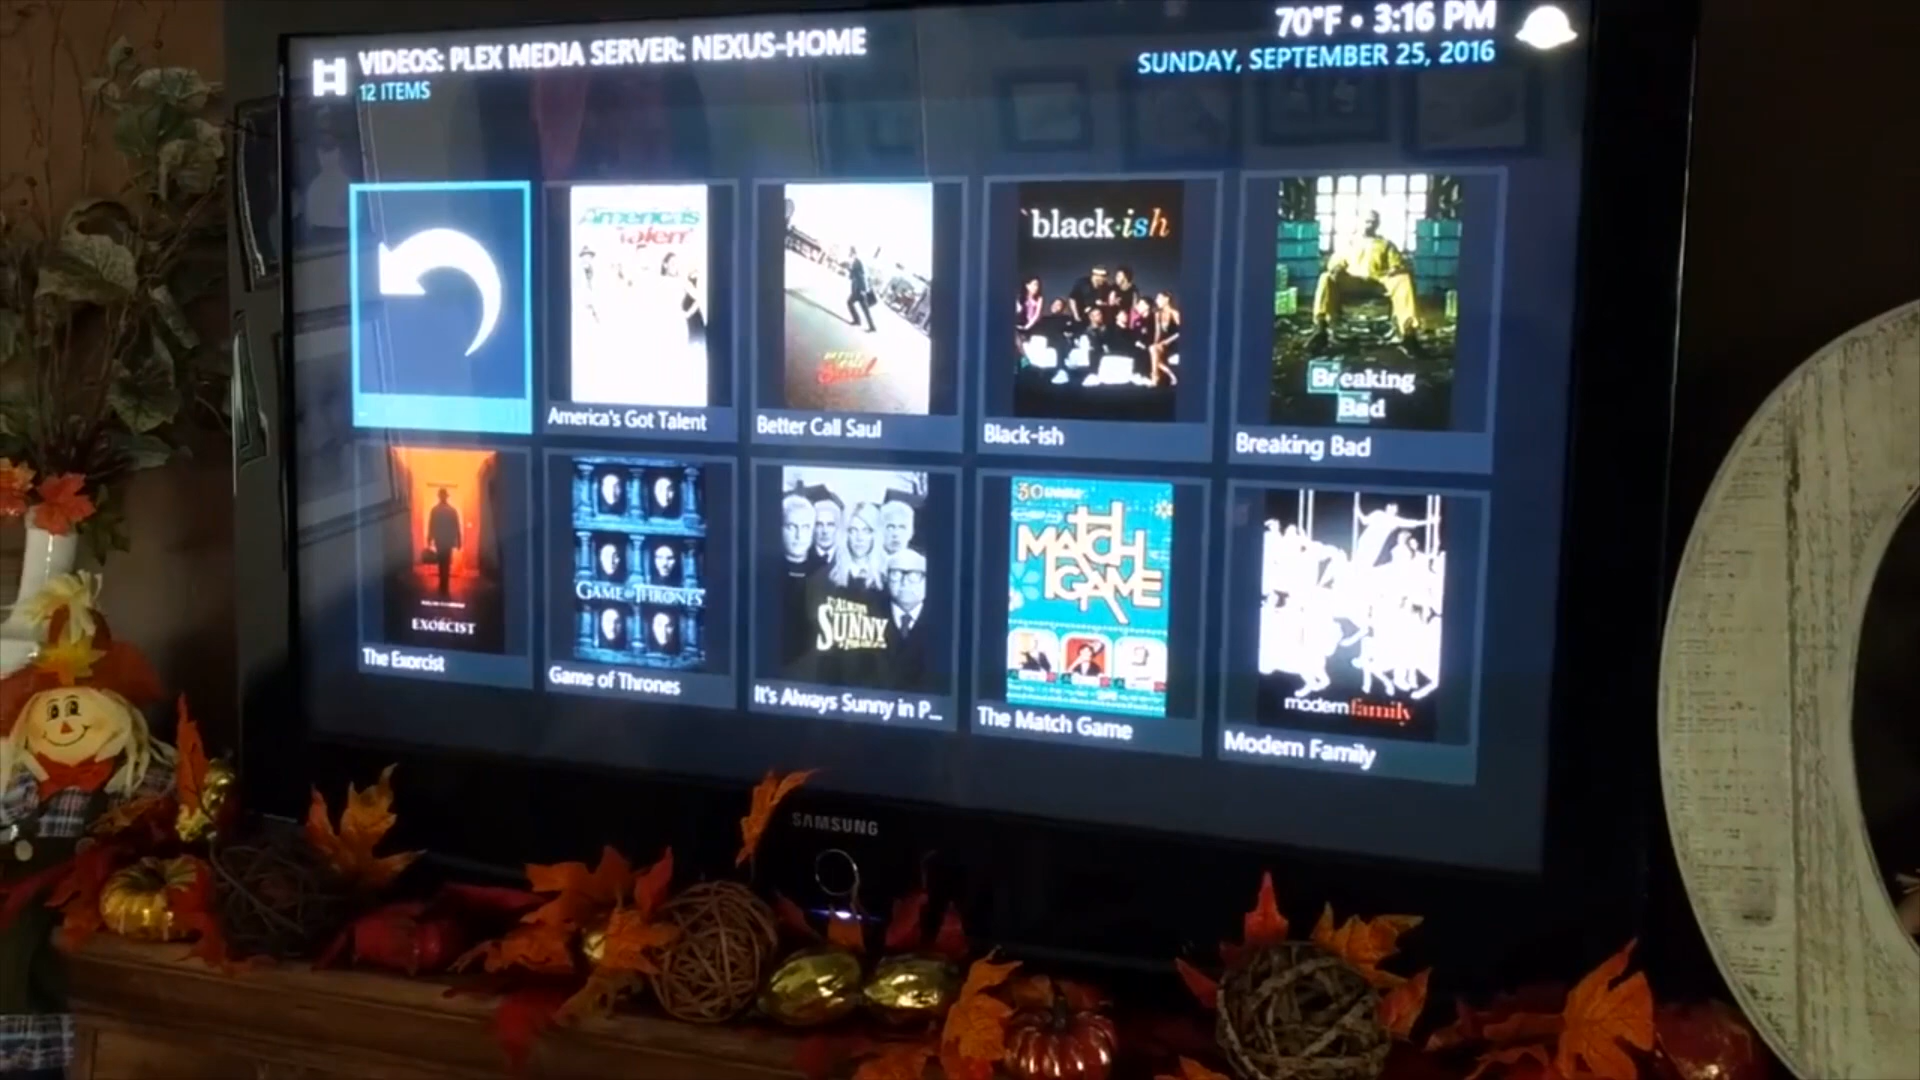 VIDEOS: PLEX MEDIA SERVER: NEXUS-HOME
12 ITEMS
70°F • 3:16 PM
SUNDAY, SEPTEMBER 25, 2016
America's
Talent
black·ish
Breaking
Bad
America's Got Talent
Better Call Saul
Black-ish
Breaking Bad
EXORCIST
GAME OF THRONES
SUNNY
MATCH
GAME
modern family
The Exorcist
Game of Thrones
It's Always Sunny in P...
The Match Game
Modern Family
SAMSUNG